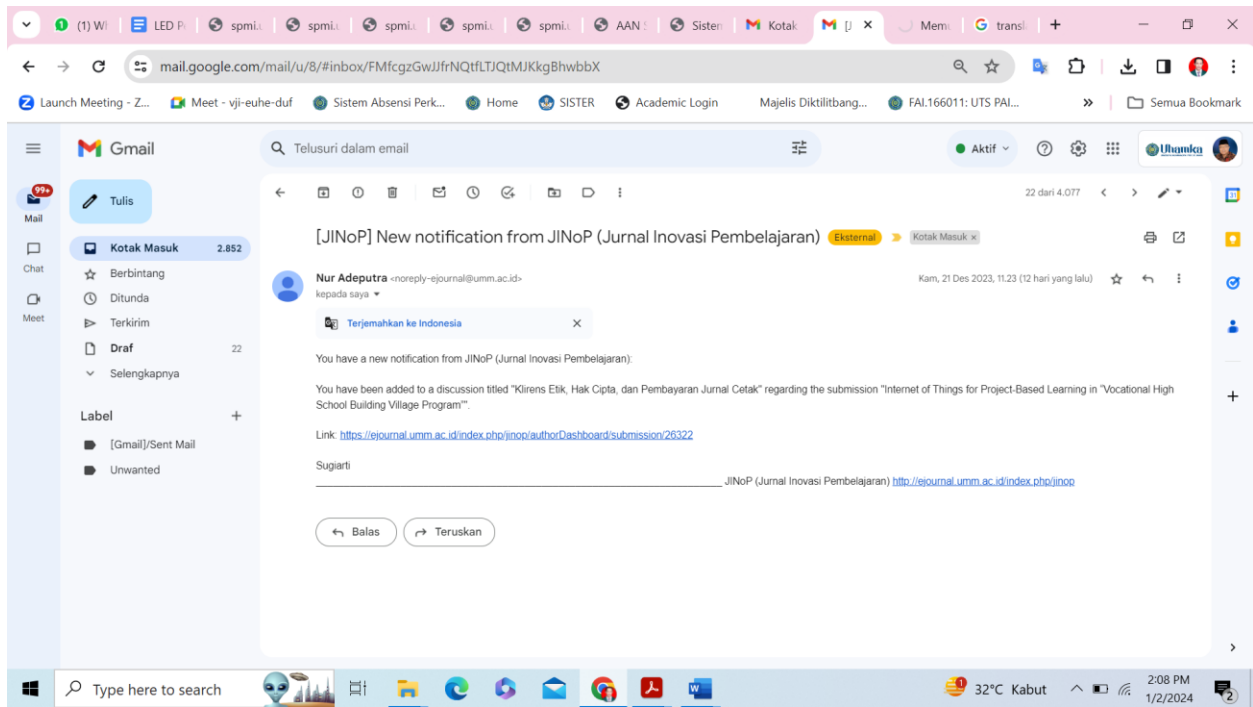 (1) W
LED P
spmi.
spmi.
spmi.
spmi.
spmi.
AAN
Sistem
Kotak
[J
Memu
transl
mail.google.com/mail/u/8/#inbox/FMfcgzGwJJfrNQtfLTJQtMJKkgBhwbbX
Launch Meeting - Z...
Meet - vji-euhe-duf
Sistem Absensi Perk...
Home
SISTER
Academic Login
Majelis Diktilitbang...
FAI.166011: UTS PAI...
»
Semua Bookmark
Gmail
Telusuri dalam email
Aktif
Uhamka
99+
Mail
Chat
Meet
Tulis
Kotak Masuk 2.852
Berbintang
Ditunda
Terkirim
Draf 22
Selengkapnya
Label +
[Gmail]/Sent Mail
Unwanted
22 dari 4.077
31
[JINoP] New notification from JINoP (Jurnal Inovasi Pembelajaran) Eksternal Kotak Masuk ×
Nur Adeputra <noreply-ejournal@umm.ac.id> Kam, 21 Des 2023, 11.23 (12 hari yang lalu)
kepada saya
Terjemahkan ke Indonesia
You have a new notification from JINoP (Jurnal Inovasi Pembelajaran):
You have been added to a discussion titled "Klirens Etik, Hak Cipta, dan Pembayaran Jurnal Cetak" regarding the submission "Internet of Things for Project-Based Learning in "Vocational High
School Building Village Program"".
Link: https://ejournal.umm.ac.id/index.php/jinop/authorDashboard/submission/26322
Sugiarti
JINoP (Jurnal Inovasi Pembelajaran) http://ejournal.umm.ac.id/index.php/jinop
Balas
Teruskan
Type here to search
32°C Kabut
2:08 PM
1/2/2024
2